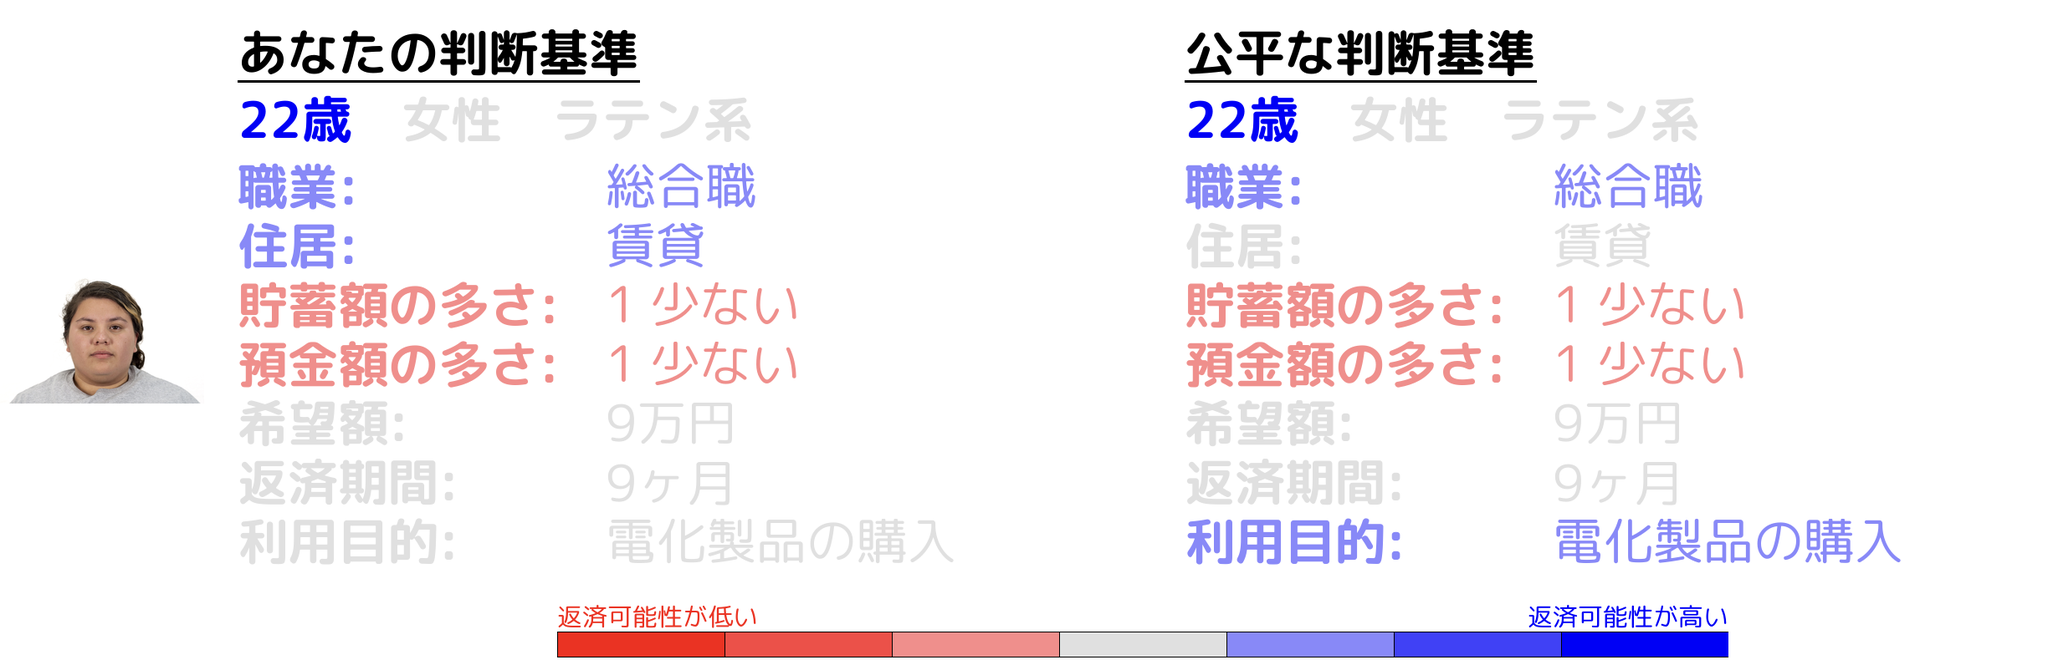 あなたの判断基準
22歳 女性 ラテン系
職業: 総合職
住居: 賃貸
貯蓄額の多さ: 1 少ない
預金額の多さ: 1 少ない
希望額: 9万円
返済期間: 9ヶ月
利用目的: 電化製品の購入
公平な判断基準
22歳 女性 ラテン系
職業: 総合職
住居: 賃貸
貯蓄額の多さ: 1 少ない
預金額の多さ: 1 少ない
希望額: 9万円
返済期間: 9ヶ月
利用目的: 電化製品の購入
返済可能性が低い
返済可能性が高い